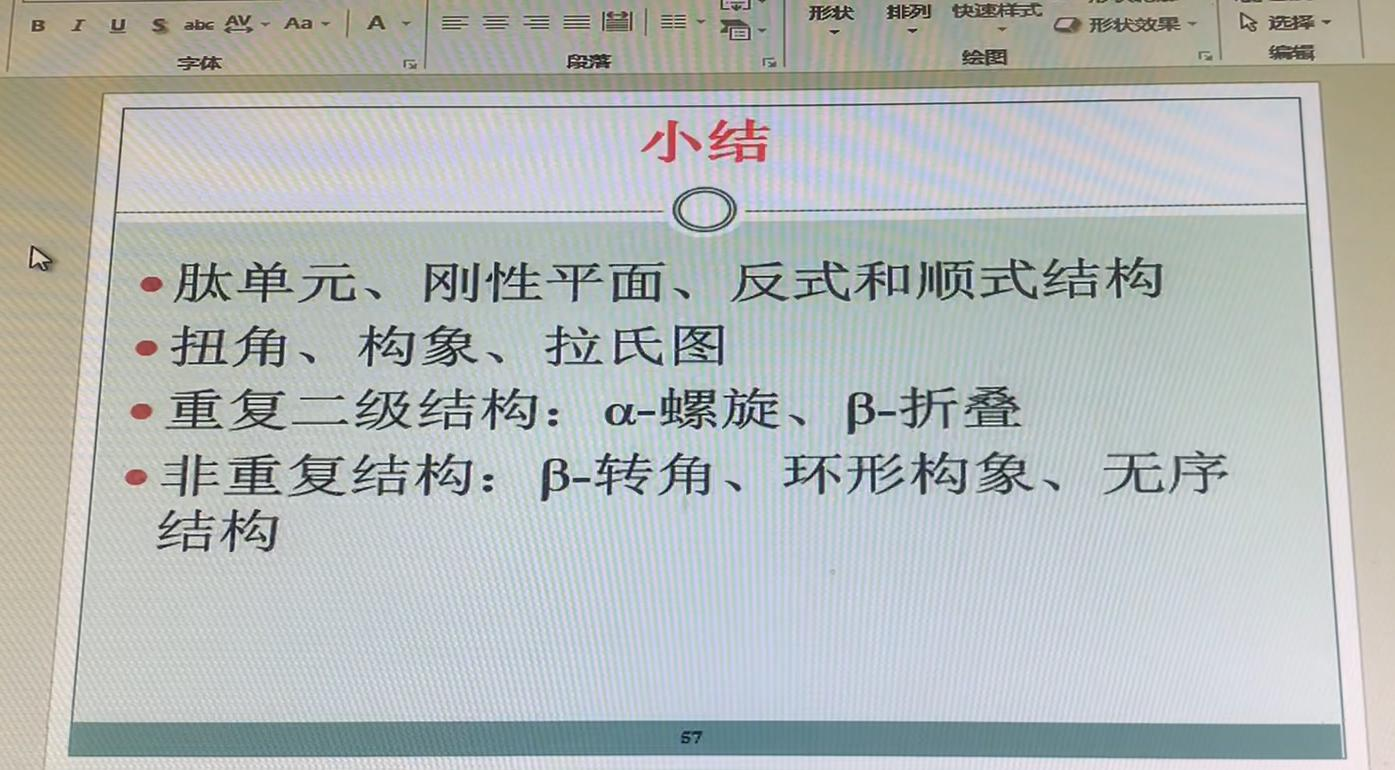 B I U S abc AV Aa A
形状 排列 快速样式
形状效果
选择
字体 段落 绘图 编辑
小结
•肽单元、刚性平面、反式和顺式结构
•扭角、构象、拉氏图
•重复二级结构：α-螺旋、β-折叠
•非重复结构：β-转角、环形构象、无序
结构
57